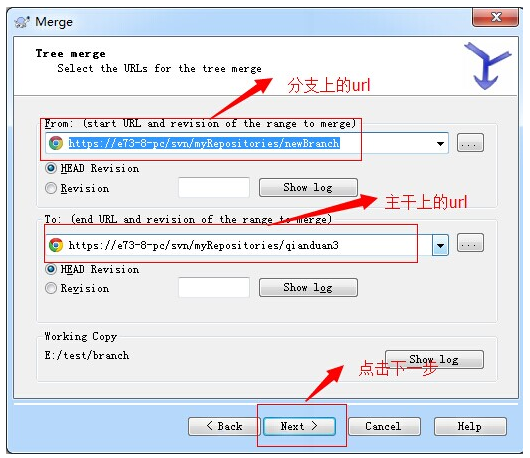 Merge
Tree merge
Select the URLs for the tree merge
分支上的url
From: (start URL and revision of the range to merge)
https://e73-8-pc/svn/myRepositories/newBranch
...
HEAD Revision
Revision
Show log
主干上的url
To: (end URL and revision of the range to merge)
https://e73-8-pc/svn/myRepositories/qianduan3
...
HEAD Revision
Revision
Show log
Working Copy
E:/test/branch
Show log
点击下一步
< Back
Next >
Cancel
Help